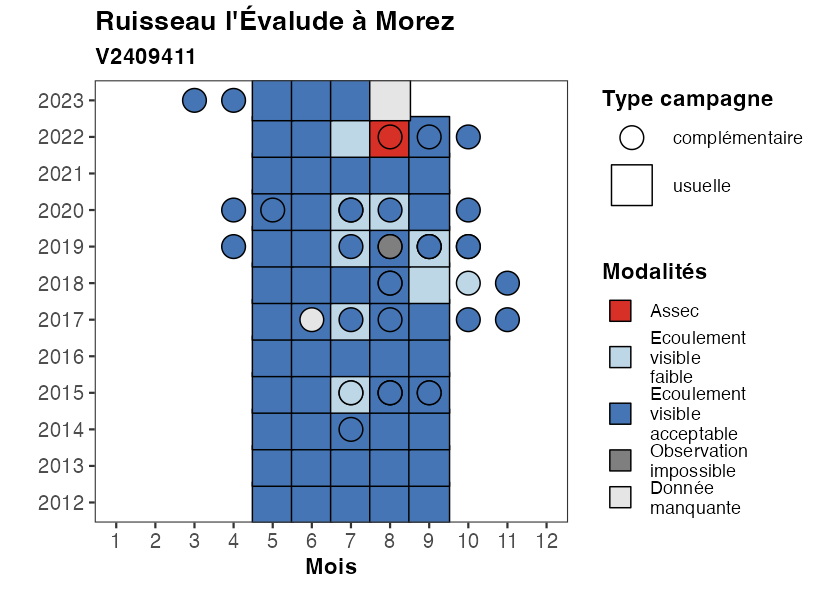 Ruisseau l'Évalude à Morez
V2409411
2023
2022
2021
2020
2019
2018
2017
2016
2015
2014
2013
2012
1 2 3 4 5 6 7 8 9 10 11 12
Mois
Type campagne
complémentaire
usuelle
Modalités
Assec
Ecoulement
visible
faible
Ecoulement
visible
acceptable
Observation
impossible
Donnée
manquante